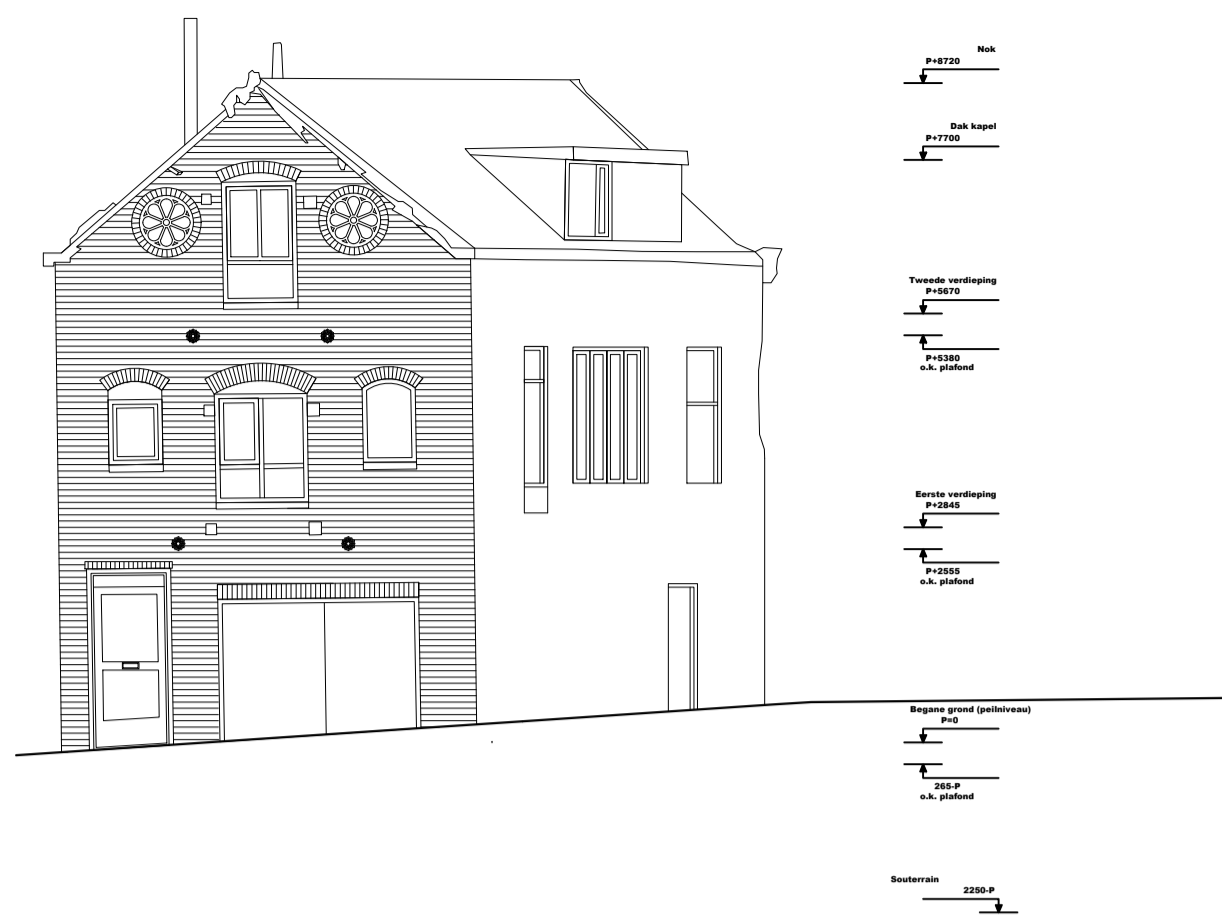 Nok
P+8720
Dak kapel
P+7700
Tweede verdieping
P+5670
P+5380
o.k. plafond
Eerste verdieping
P+2845
P+2555
o.k. plafond
Begane grond (peilniveau)
P=0
265-P
o.k. plafond
Souterrain
2250-P